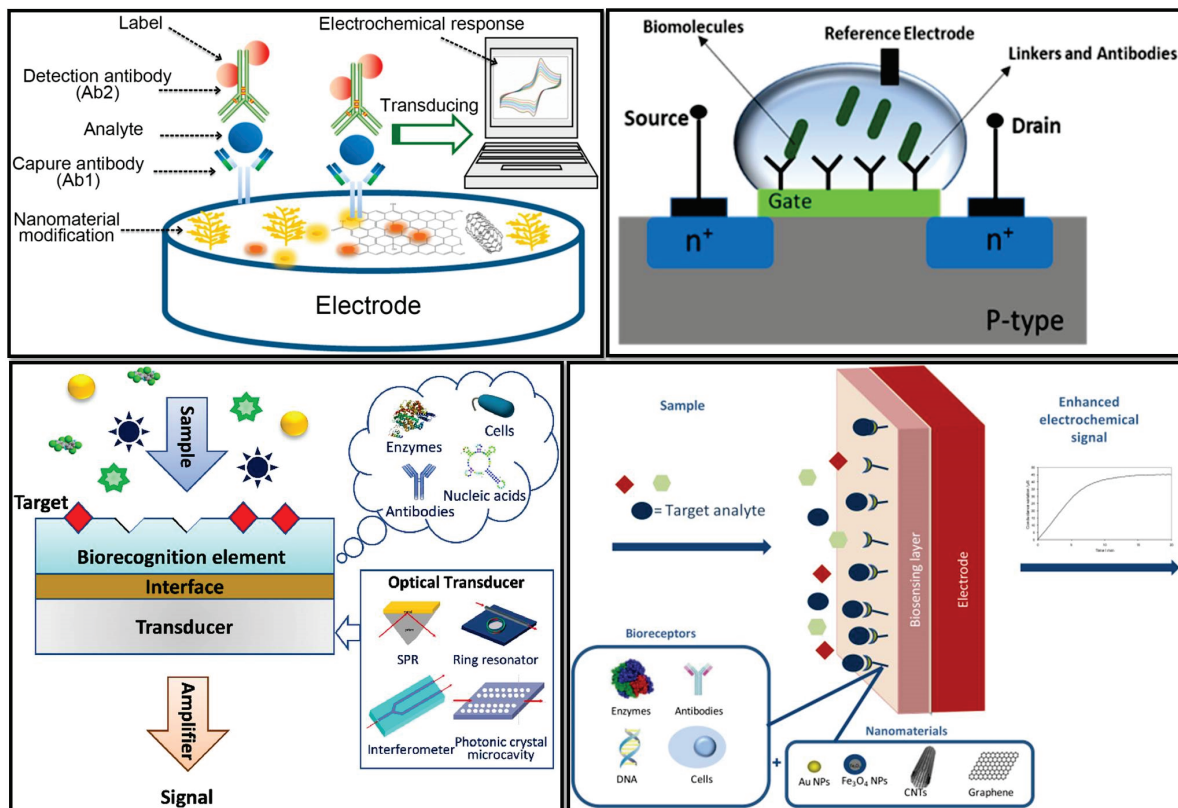 Label
Electrochemical response
Detection antibody
(Ab2)
Transducing
Analyte
Capure antibody
(Ab1)
Nanomaterial
modification
Electrode
Biomolecules
Reference Electrode
Linkers and Antibodies
Source
Drain
Gate
n+
n+
P-type
Sample
Target
Biorecognition element
Interface
Transducer
Amplifier
Signal
Enzymes
Cells
Nucleic acids
Antibodies
Optical Transducer
SPR
Ring resonator
Interferometer
Photonic crystal
microcavity
Sample
= Target analyte
Biosensing layer
Electrode
Enhanced
electrochemical
signal
Time / min
Bioreceptors
Enzymes
Antibodies
DNA
Cells
+
Nanomaterials
Au NPs
Fe3O4 NPs
CNTs
Graphene